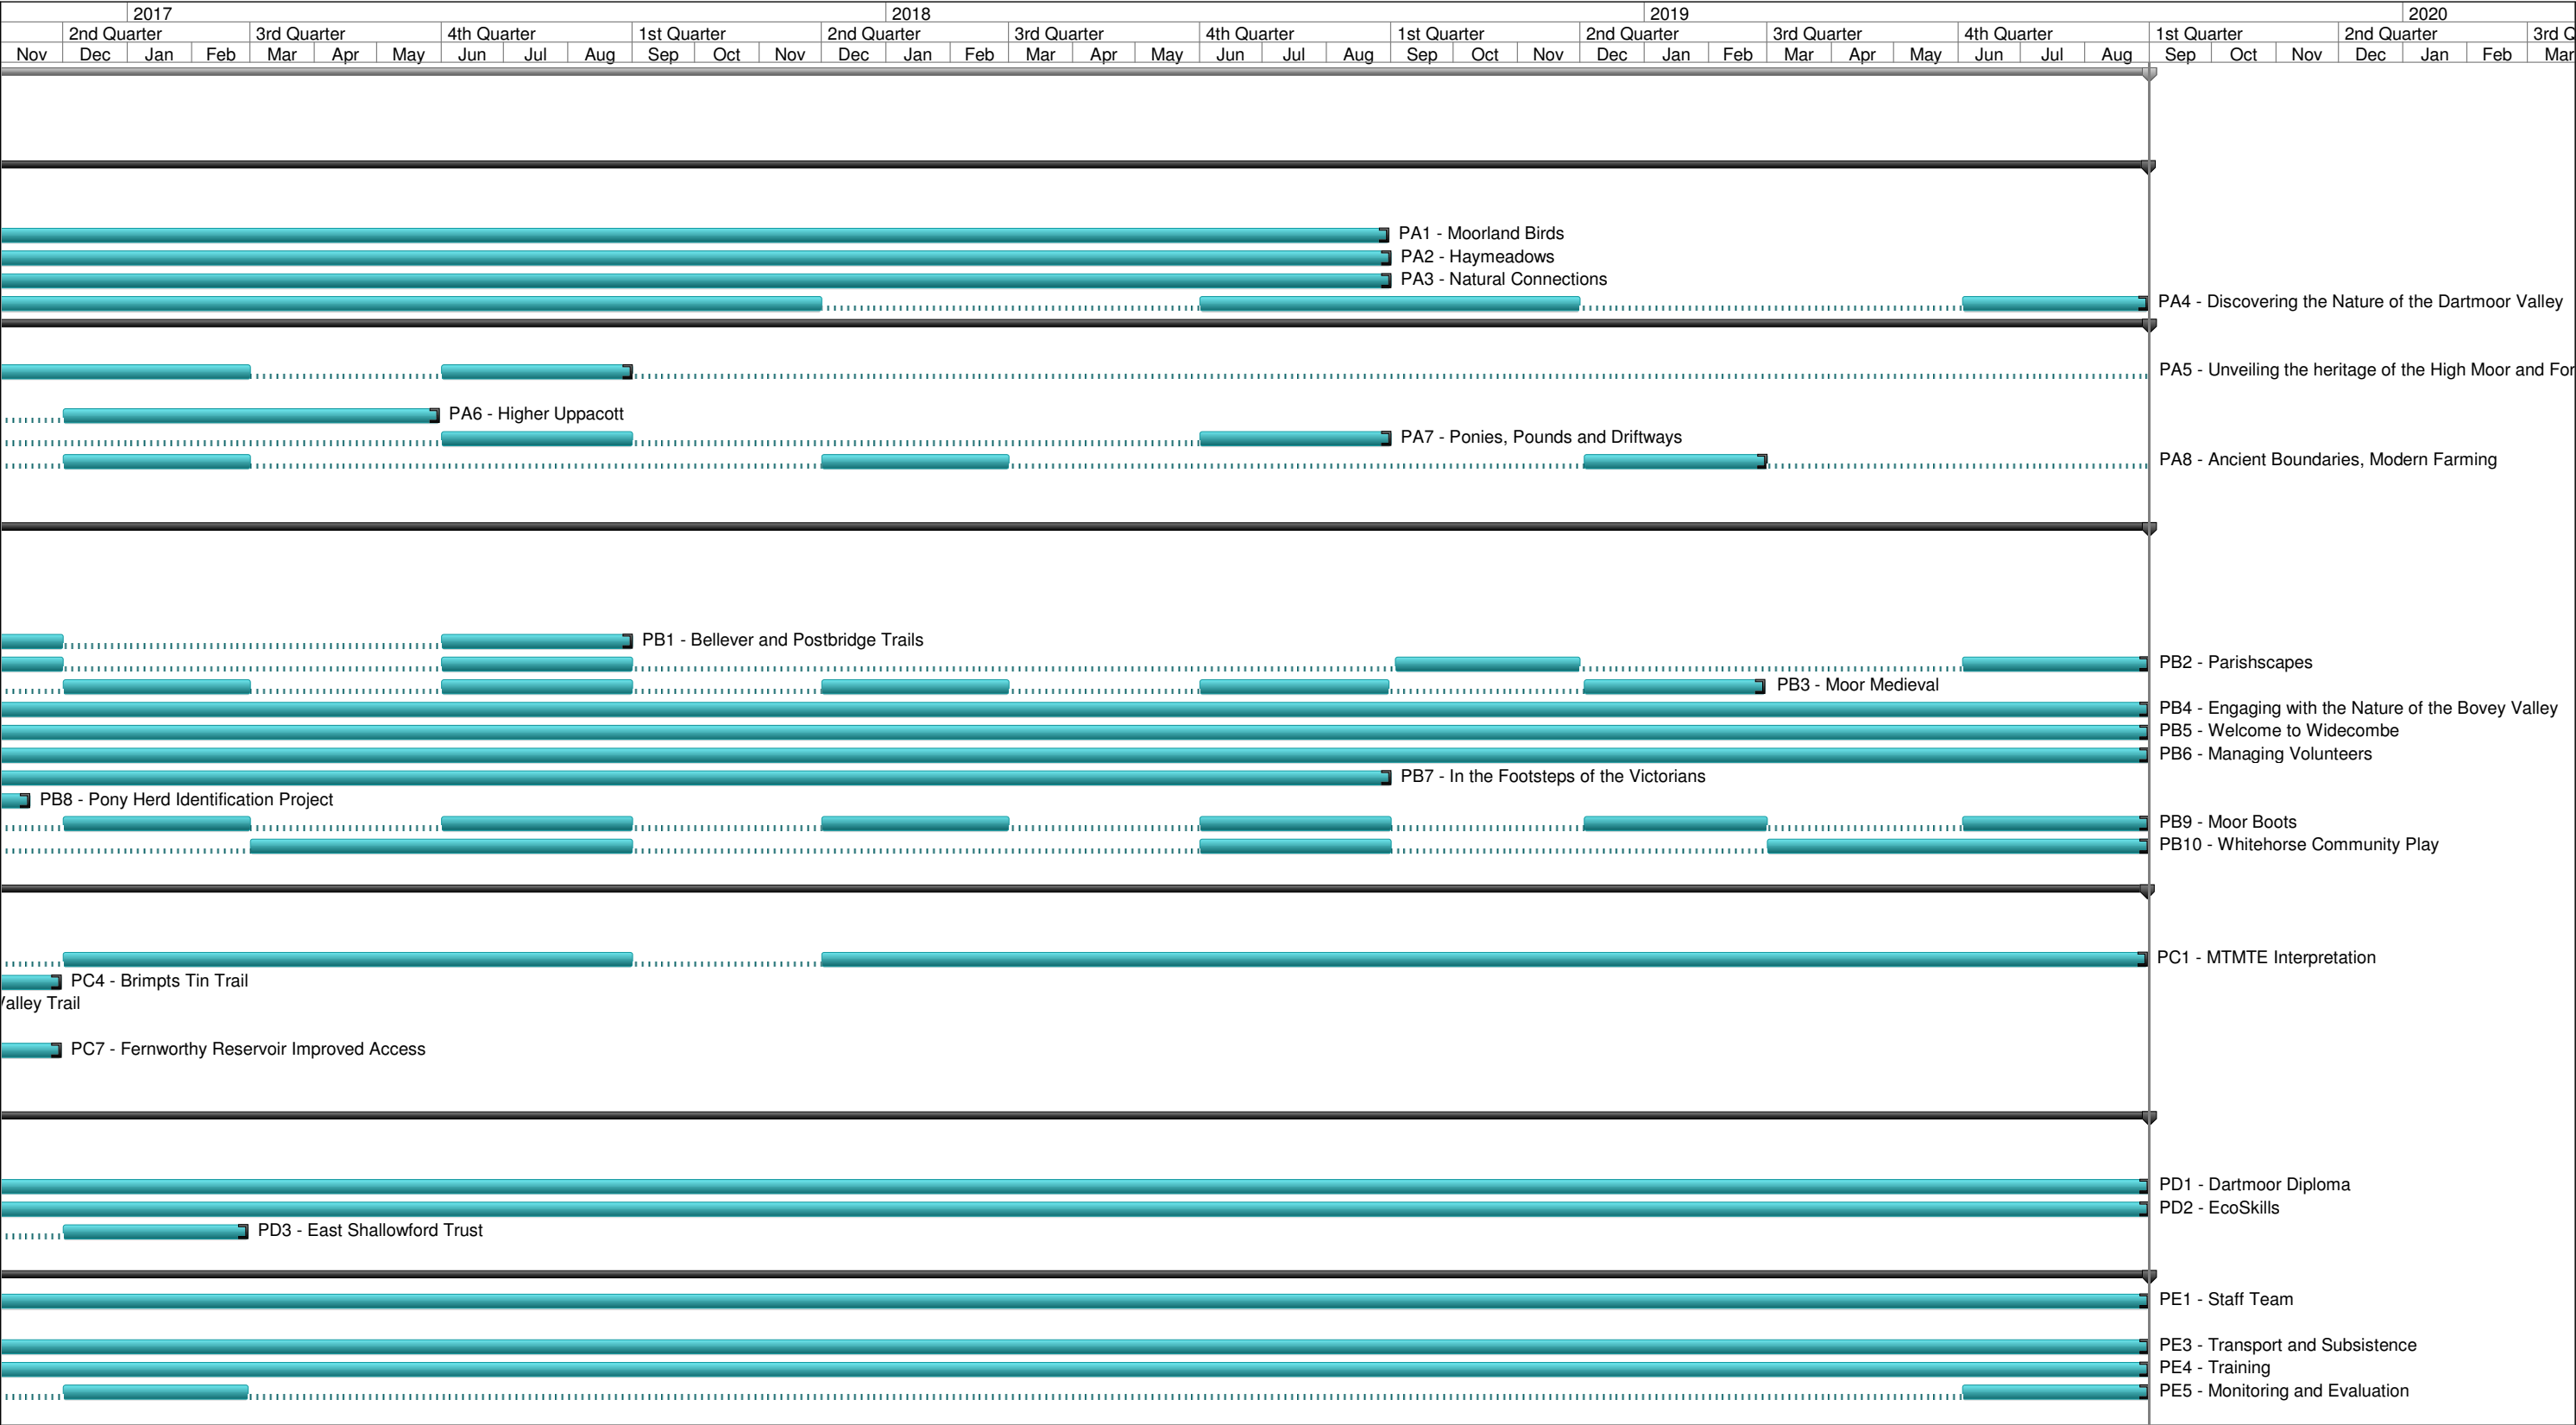 2017 2018 2019 2020
2nd Quarter 3rd Quarter 4th Quarter 1st Quarter 2nd Quarter 3rd Quarter 4th Quarter 1st Quarter 2nd Quarter 3rd Quarter 4th Quarter 1st Quarter 2nd Quarter 3rd Q
Nov Dec Jan Feb Mar Apr May Jun Jul Aug Sep Oct Nov Dec Jan Feb Mar Apr May Jun Jul Aug Sep Oct Nov Dec Jan Feb Mar Apr May Jun Jul Aug Sep Oct Nov Dec Jan Feb Mar
PA1 - Moorland Birds
PA2 - Haymeadows
PA3 - Natural Connections
PA4 - Discovering the Nature of the Dartmoor Valley
PA5 - Unveiling the heritage of the High Moor and For
PA6 - Higher Uppacott
PA7 - Ponies, Pounds and Driftways
PA8 - Ancient Boundaries, Modern Farming
PB1 - Bellever and Postbridge Trails
PB2 - Parishscapes
PB3 - Moor Medieval
PB4 - Engaging with the Nature of the Bovey Valley
PB5 - Welcome to Widecombe
PB6 - Managing Volunteers
PB7 - In the Footsteps of the Victorians
PB8 - Pony Herd Identification Project
PB9 - Moor Boots
PB10 - Whitehorse Community Play
PC1 - MTMTE Interpretation
PC4 - Brimpts Tin Trail
alley Trail
PC7 - Fernworthy Reservoir Improved Access
PD1 - Dartmoor Diploma
PD2 - EcoSkills
PD3 - East Shallowford Trust
PE1 - Staff Team
PE3 - Transport and Subsistence
PE4 - Training
PE5 - Monitoring and Evaluation